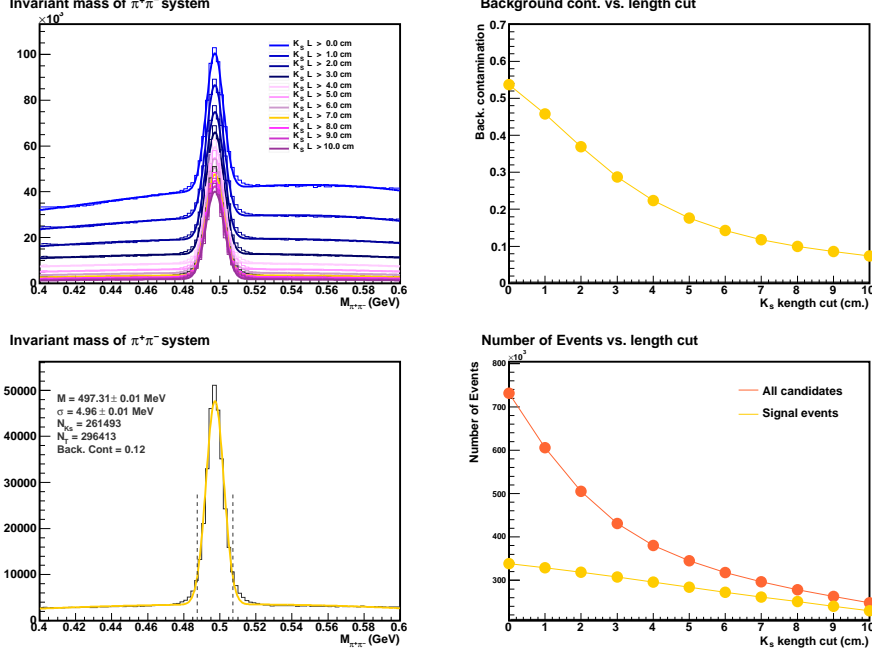 Invariant mass of π⁺π⁻ system
×10³
100
80
60
40
20
0
0.4 0.42 0.44 0.46 0.48 0.5 0.52 0.54 0.56 0.58 0.6
M π⁺π⁻ (GeV)
K_S L > 0.0 cm
K_S L > 1.0 cm
K_S L > 2.0 cm
K_S L > 3.0 cm
K_S L > 4.0 cm
K_S L > 5.0 cm
K_S L > 6.0 cm
K_S L > 7.0 cm
K_S L > 8.0 cm
K_S L > 9.0 cm
K_S L > 10.0 cm
Background cont. vs. length cut
Back. contamination
0.7
0.6
0.5
0.4
0.3
0.2
0.1
0
0 1 2 3 4 5 6 7 8 9 10
K_s kength cut (cm.)
Invariant mass of π⁺π⁻ system
50000
40000
30000
20000
10000
0
M = 497.31 ± 0.01 MeV
σ = 4.96 ± 0.01 MeV
N_Ks = 261493
N_T = 296413
Back. Cont = 0.12
0.4 0.42 0.44 0.46 0.48 0.5 0.52 0.54 0.56 0.58 0.6
M π⁺π⁻ (GeV)
Number of Events vs. length cut
×10³
Number of Events
800
700
600
500
400
300
All candidates
Signal events
0 1 2 3 4 5 6 7 8 9 10
K_s kength cut (cm.)